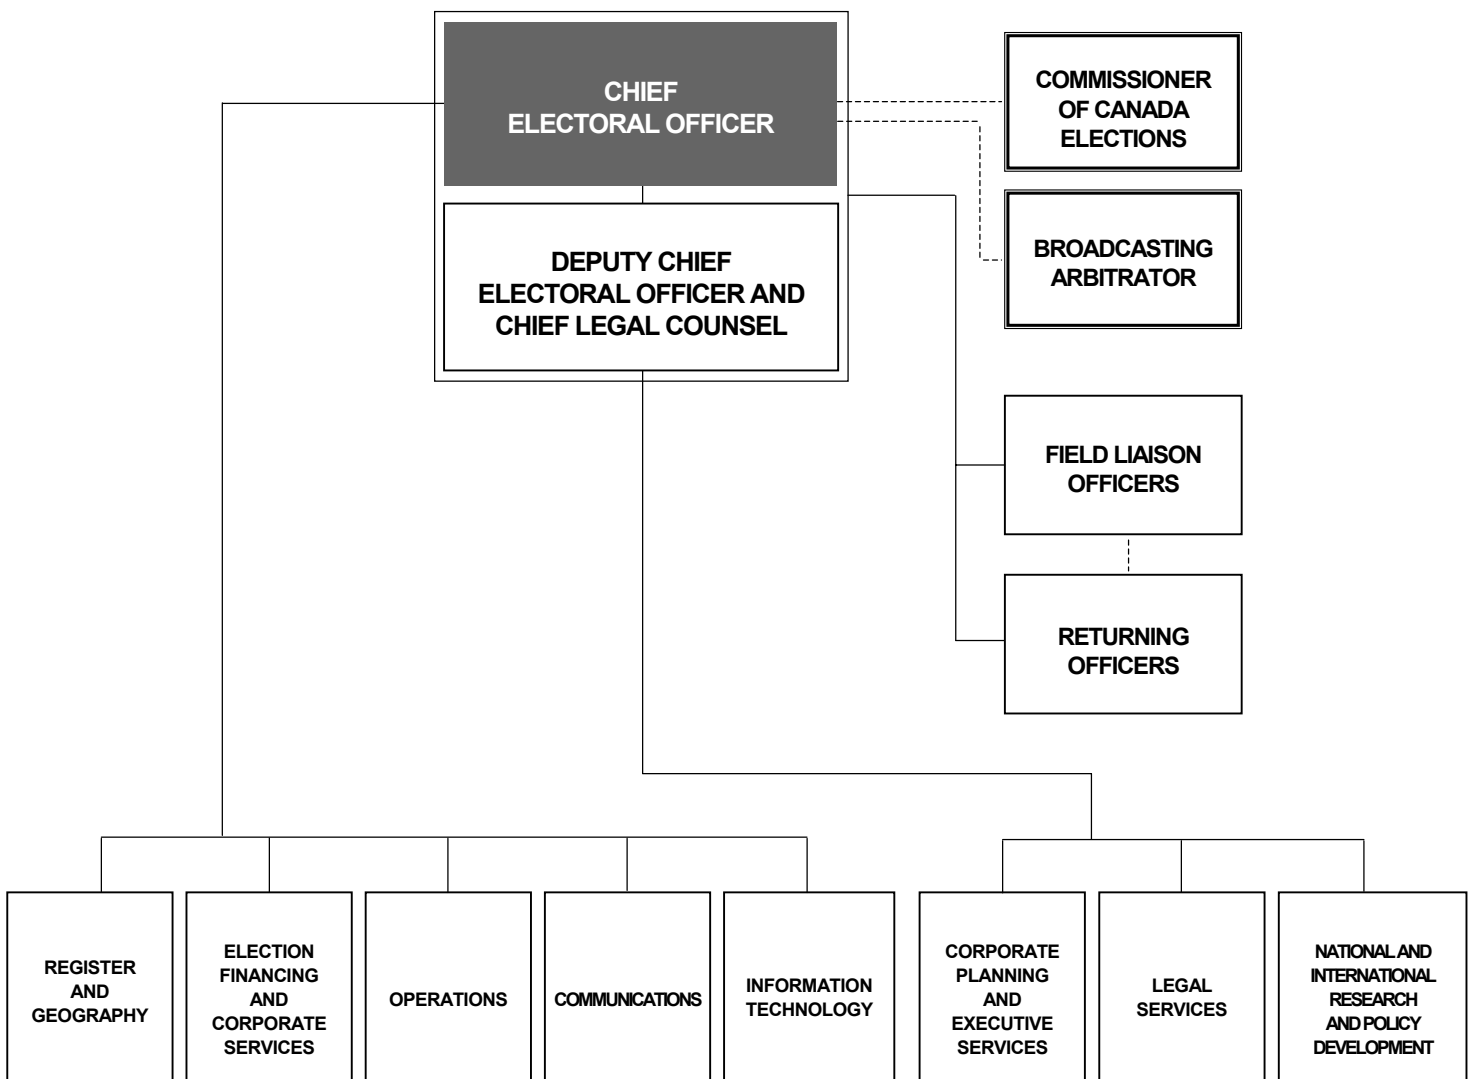 CHIEF
ELECTORAL OFFICER
COMMISSIONER
OF CANADA
ELECTIONS
DEPUTY CHIEF
ELECTORAL OFFICER AND
CHIEF LEGAL COUNSEL
BROADCASTING
ARBITRATOR
FIELD LIAISON
OFFICERS
RETURNING
OFFICERS
REGISTER
AND
GEOGRAPHY
ELECTION
FINANCING
AND
CORPORATE
SERVICES
OPERATIONS
COMMUNICATIONS
INFORMATION
TECHNOLOGY
CORPORATE
PLANNING
AND
EXECUTIVE
SERVICES
LEGAL
SERVICES
NATIONAL AND
INTERNATIONAL
RESEARCH
AND POLICY
DEVELOPMENT